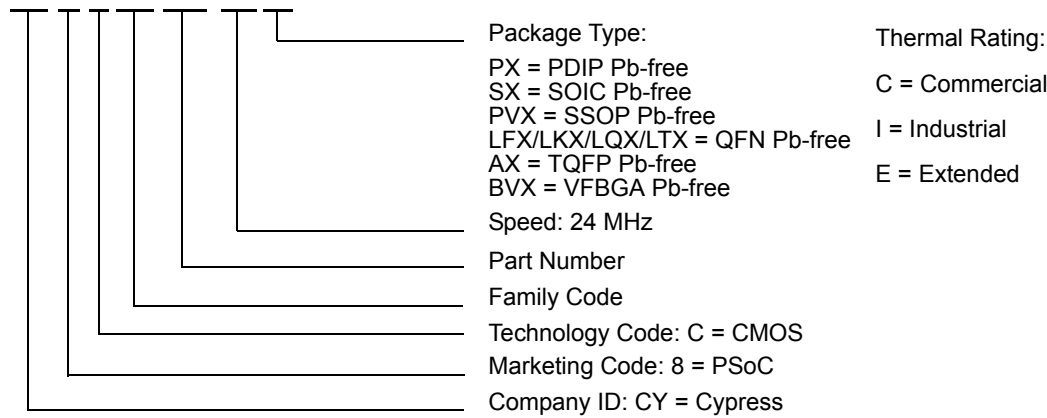 Package Type:
PX = PDIP Pb-free
SX = SOIC Pb-free
PVX = SSOP Pb-free
LFX/LKX/LQX/LTX = QFN Pb-free
AX = TQFP Pb-free
BVX = VFBGA Pb-free
Speed: 24 MHz
Part Number
Family Code
Technology Code: C = CMOS
Marketing Code: 8 = PSoC
Company ID: CY = Cypress
Thermal Rating:
C = Commercial
I = Industrial
E = Extended